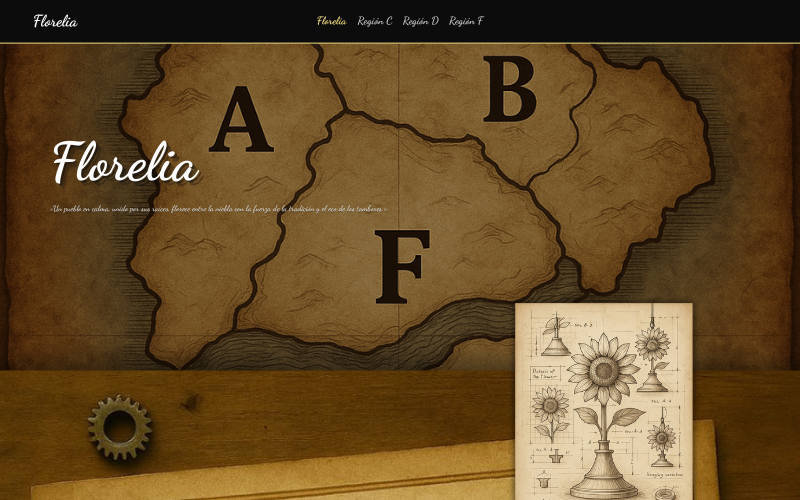 Florelia
Florelia Región C Región D Región F
A
B
Florelia
«Un pueblo en calma, unido por sus raíces, florece entre la niebla con la fuerza de la tradición y el eco de los tambores.»
F